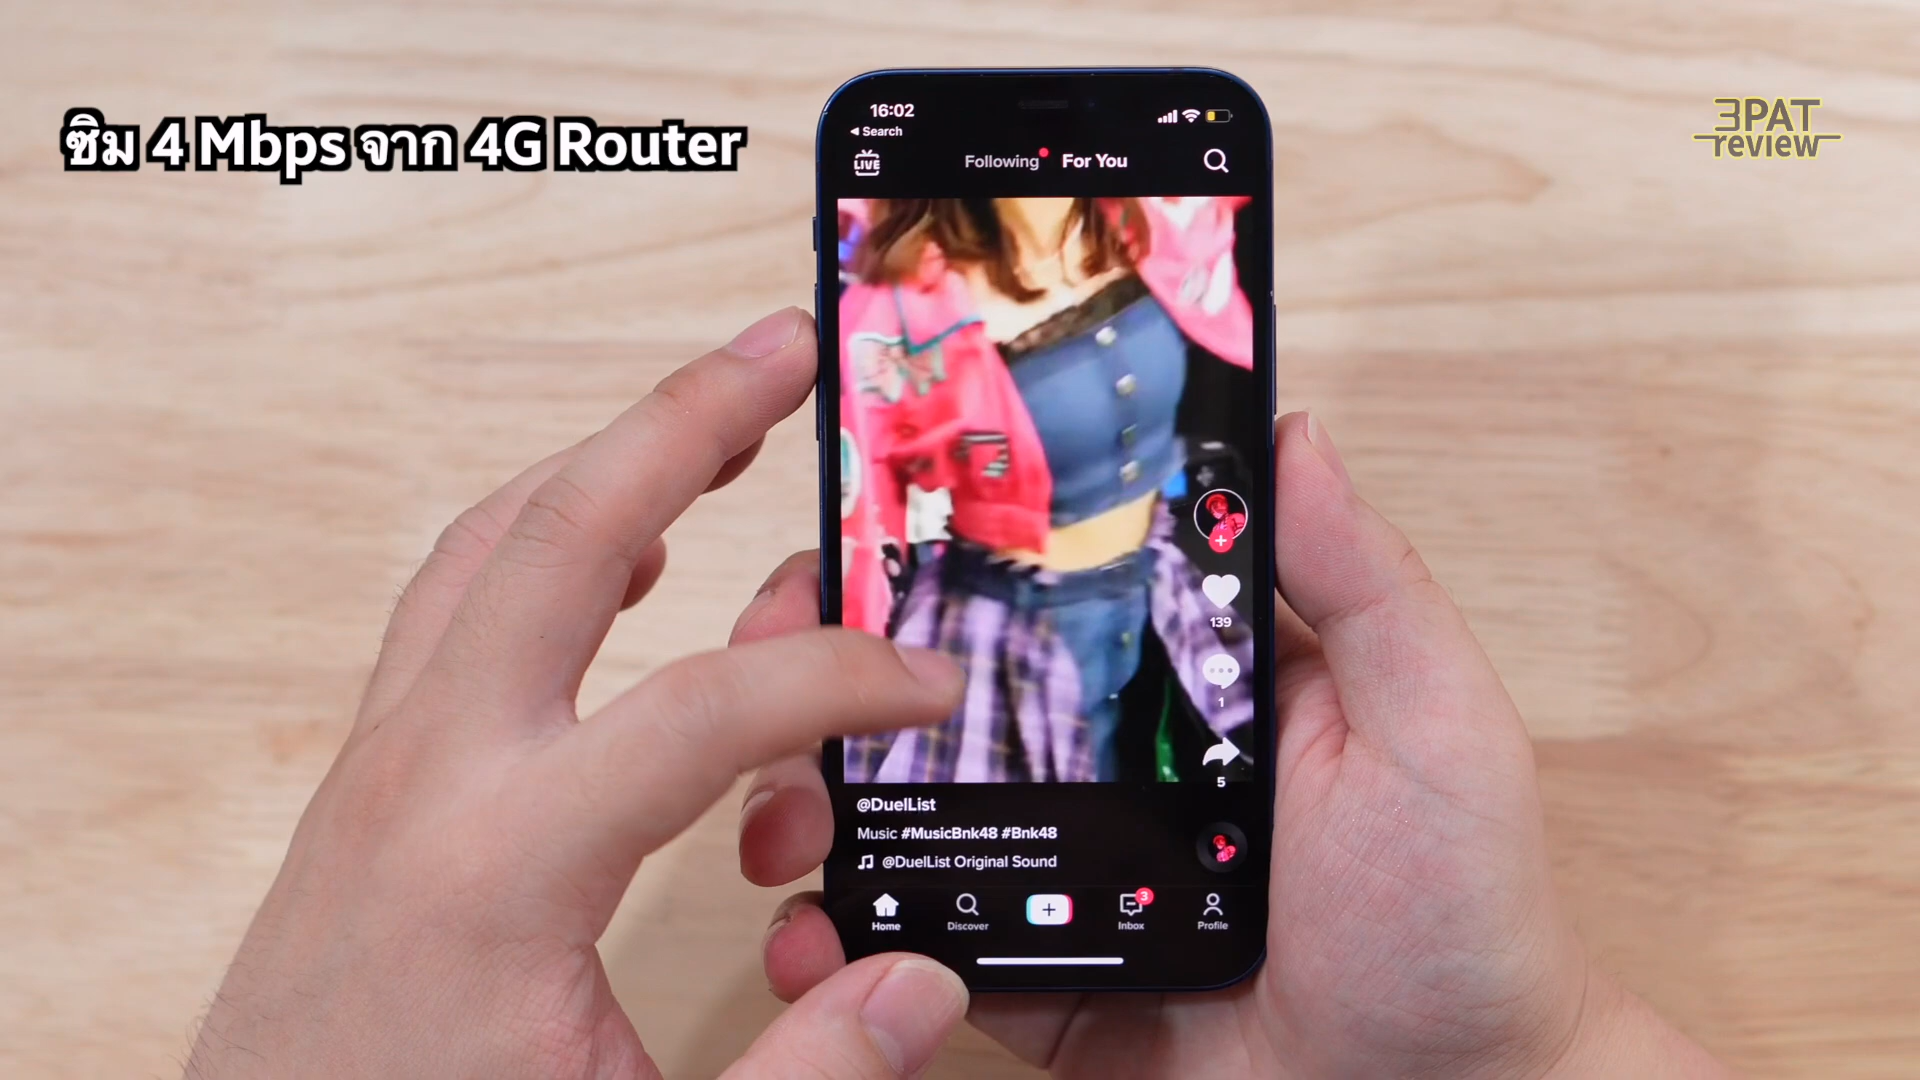 ซิม 4 Mbps จาก 4G Router
3PAT
review
16:02
Search
LIVE
Following
For You
139
1
5
@DuelList
Music #MusicBnk48 #Bnk48
@DuelList Original Sound
3
Home
Discover
Inbox
Profile